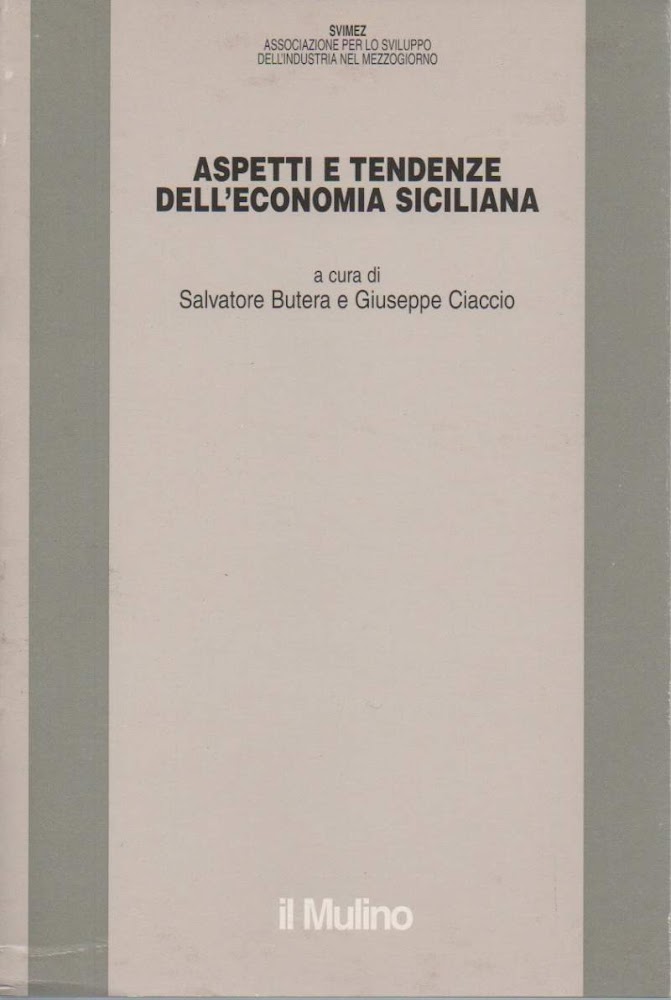 SVIMEZ
ASSOCIAZIONE PER LO SVILUPPO
DELL'INDUSTRIA NEL MEZZOGIORNO
ASPETTI E TENDENZE
DELL'ECONOMIA SICILIANA
a cura di
Salvatore Butera e Giuseppe Ciaccio
il Mulino